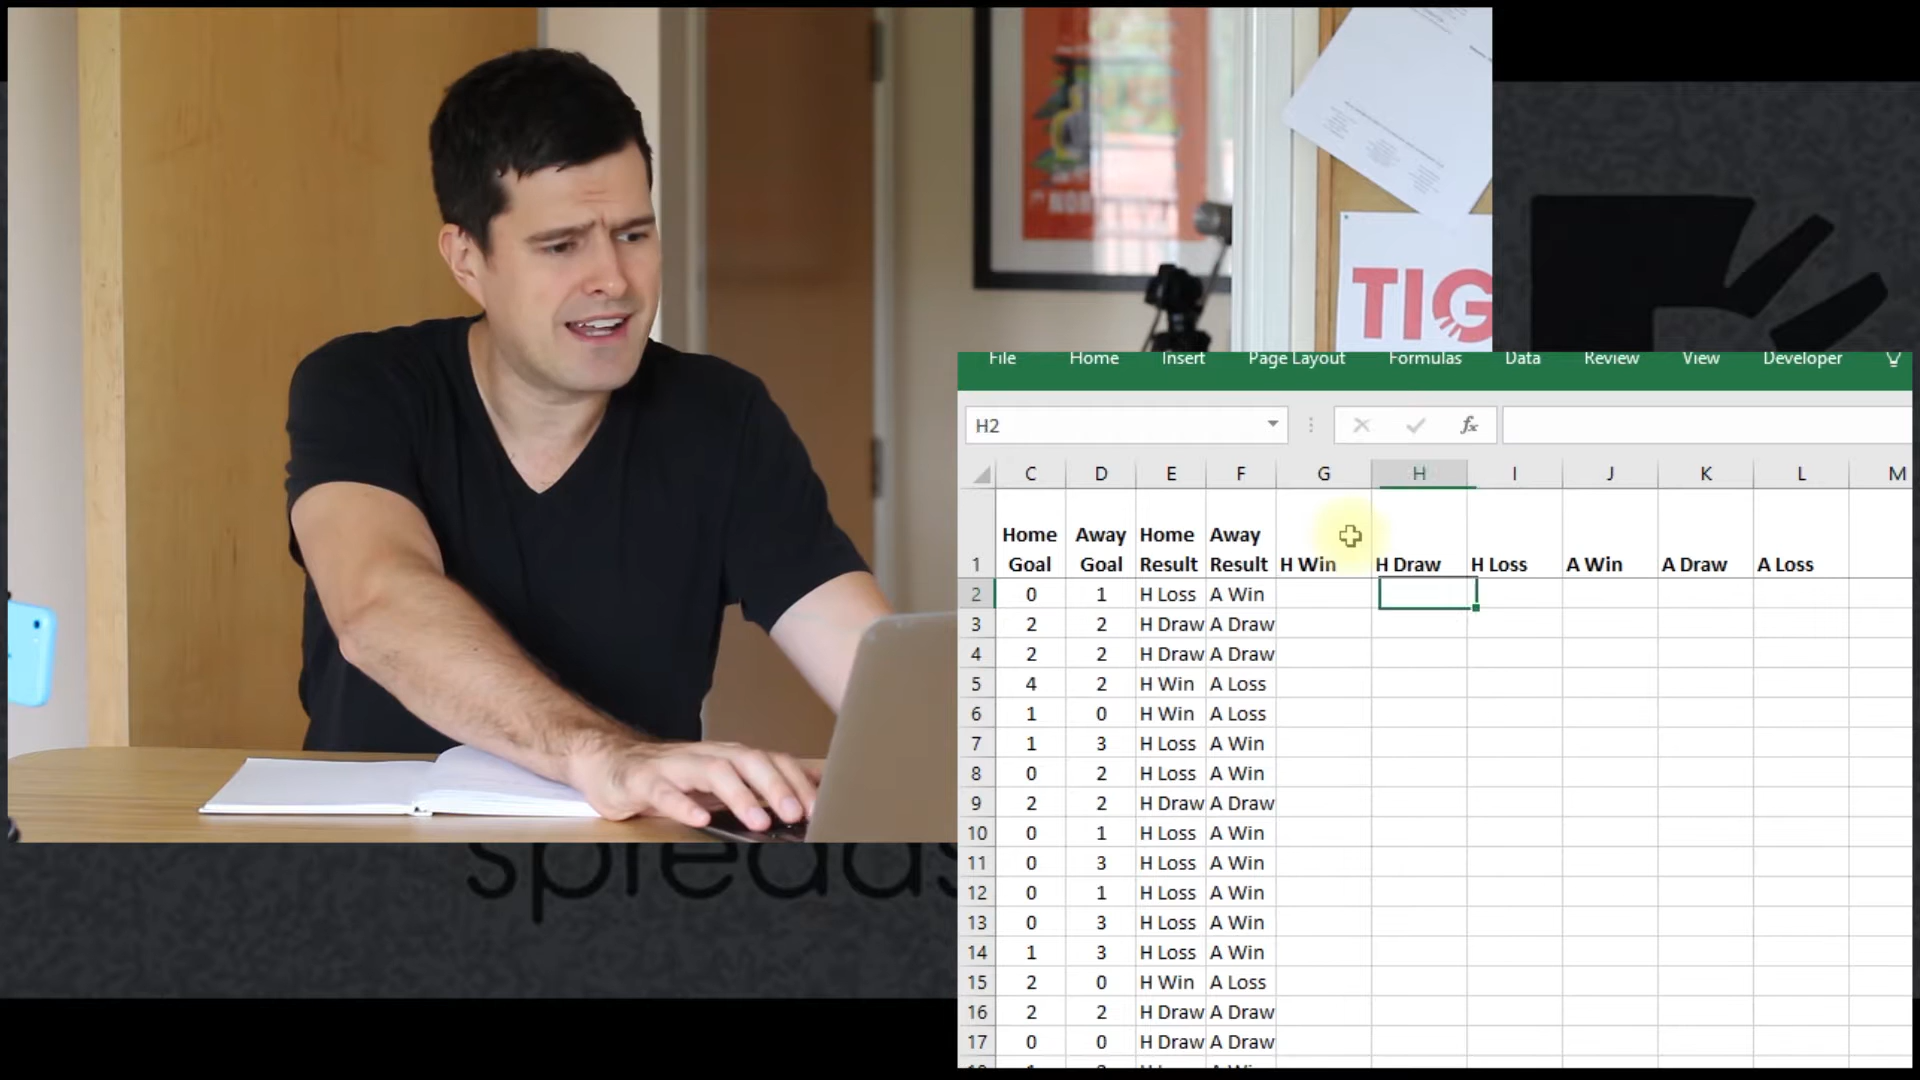 TIG
File Home Insert Page Layout Formulas Data Review View Developer
H2 fx
C D E F G H I J K L M
Home Away Home Away
1 Goal Goal Result Result H Win H Draw H Loss A Win A Draw A Loss
2 0 1 H Loss A Win
3 2 2 H Draw A Draw
4 2 2 H Draw A Draw
5 4 2 H Win A Loss
6 1 0 H Win A Loss
7 1 3 H Loss A Win
8 0 2 H Loss A Win
9 2 2 H Draw A Draw
10 0 1 H Loss A Win
11 0 3 H Loss A Win
12 0 1 H Loss A Win
13 0 3 H Loss A Win
14 1 3 H Loss A Win
15 2 0 H Win A Loss
16 2 2 H Draw A Draw
17 0 0 H Draw A Draw
spreads